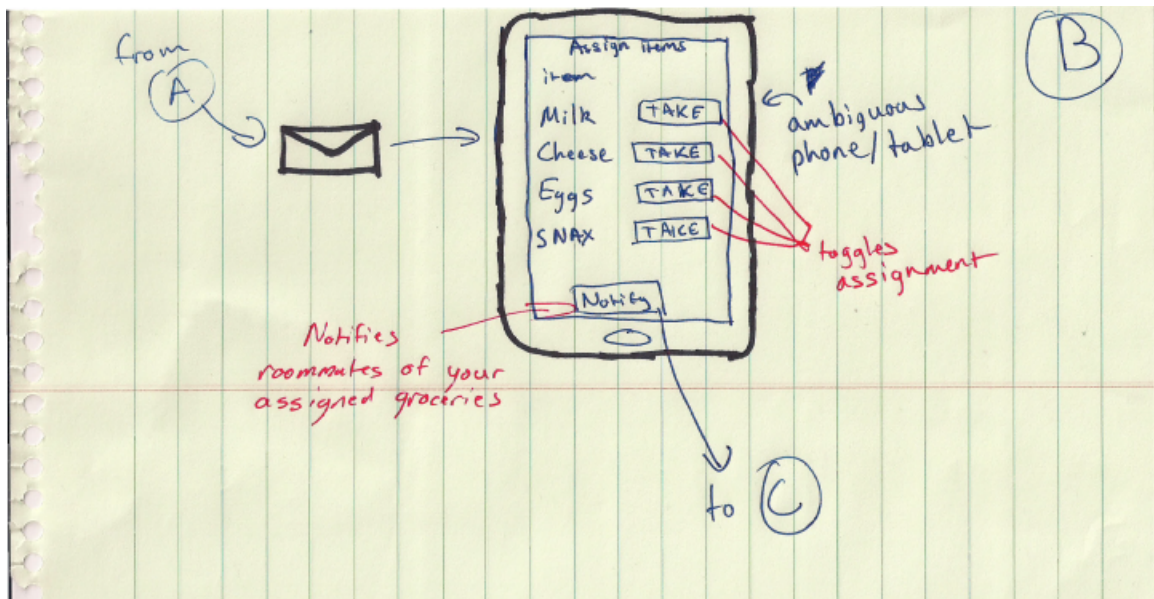 from
A
B
Assign items
item
Milk TAKE
Cheese TAKE
Eggs TAKE
SNAX TAKE
Notify
ambiguous
phone/tablet
toggles
assignment
Notifies
roommates of your
assigned groceries
to C